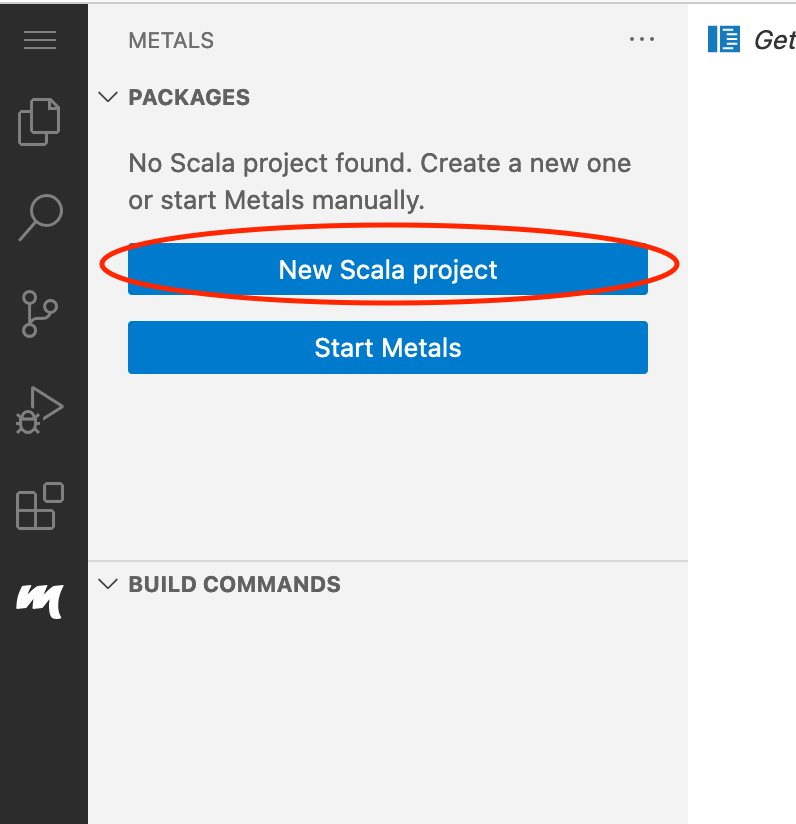 METALS
...
Get
PACKAGES
No Scala project found. Create a new one
or start Metals manually.
New Scala project
Start Metals
BUILD COMMANDS